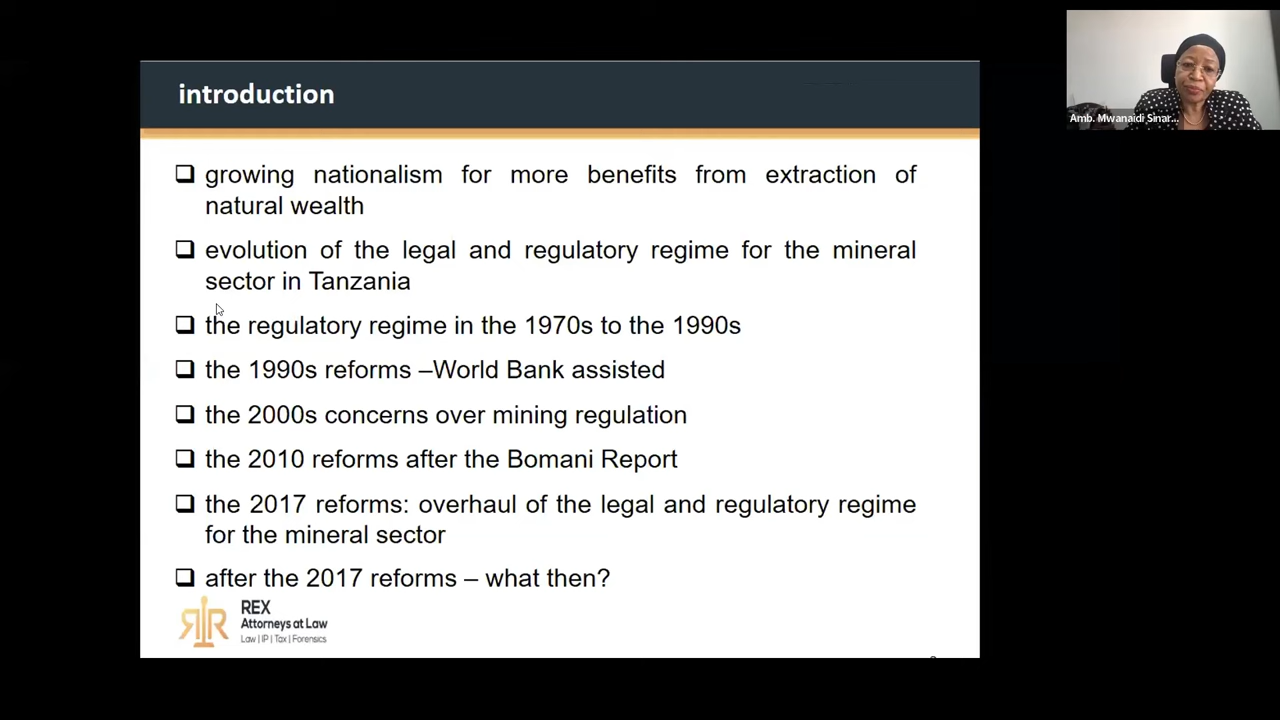 introduction
growing nationalism for more benefits from extraction of
natural wealth
evolution of the legal and regulatory regime for the mineral
sector in Tanzania
the regulatory regime in the 1970s to the 1990s
the 1990s reforms –World Bank assisted
the 2000s concerns over mining regulation
the 2010 reforms after the Bomani Report
the 2017 reforms: overhaul of the legal and regulatory regime
for the mineral sector
after the 2017 reforms – what then?
REX
Attorneys at Law
Law | IP | Tax | Forensics
Amb. Mwanaidi Sinar...